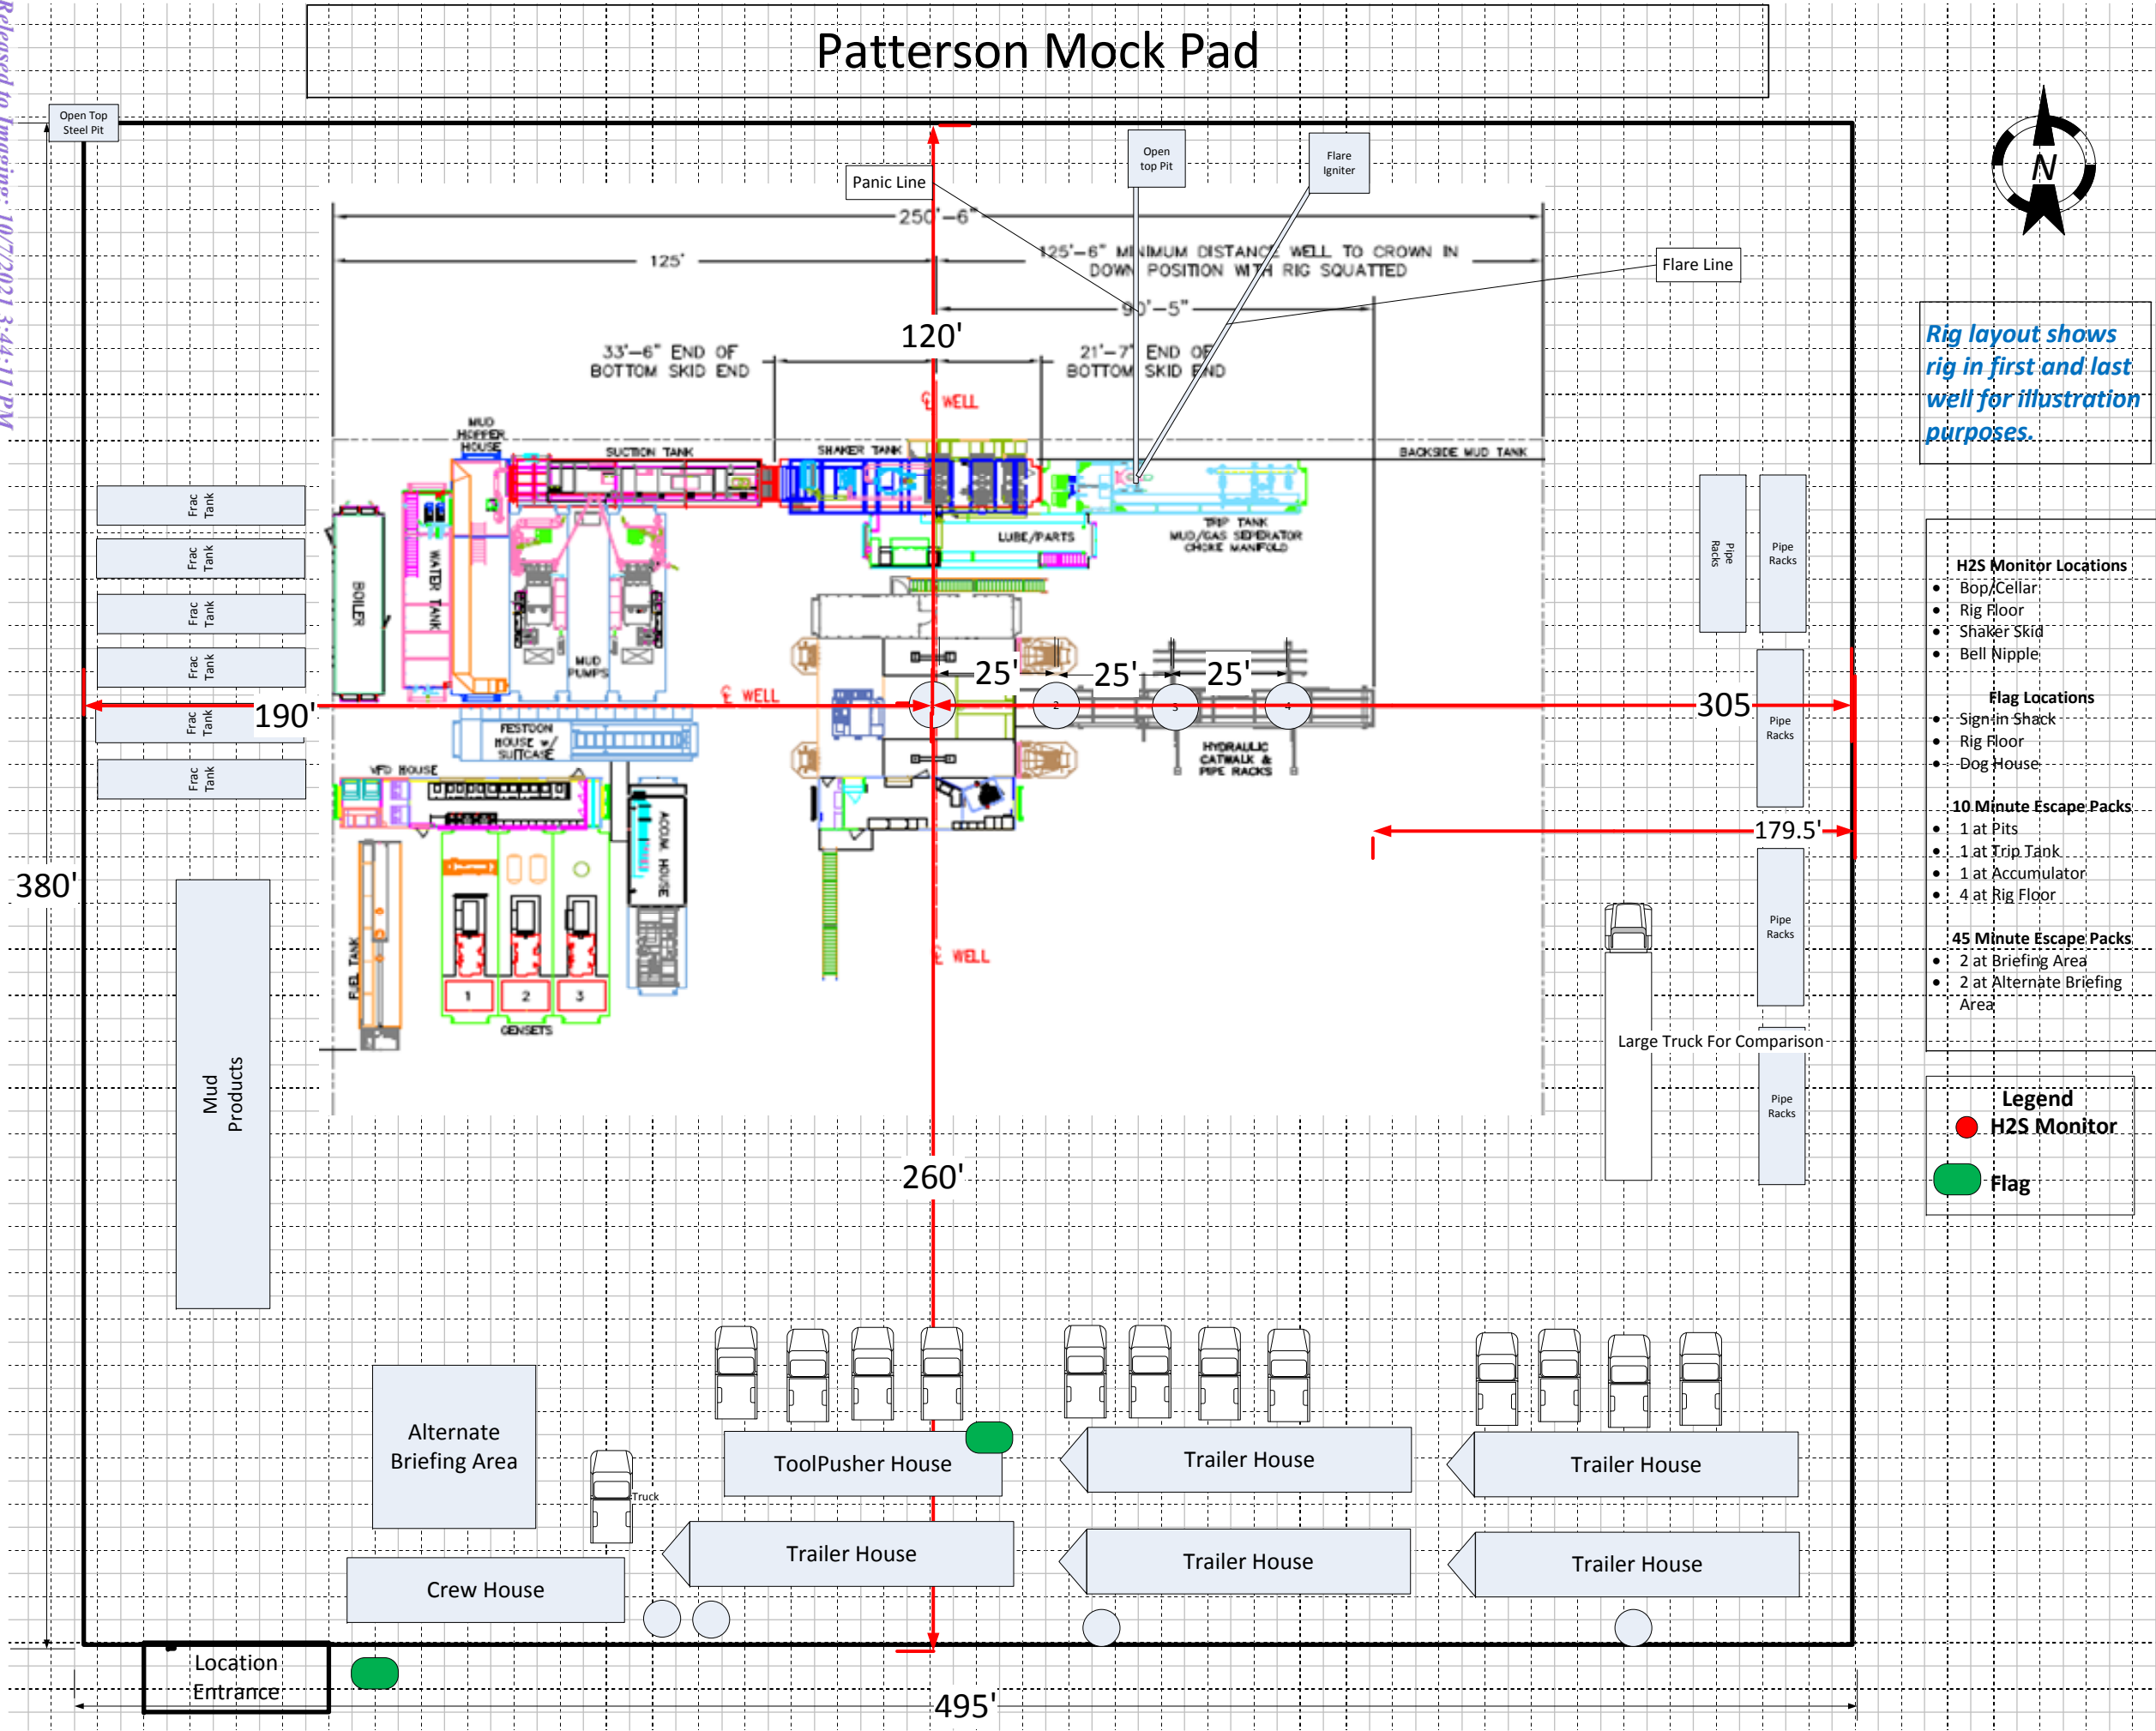 Released to Imaging: 10/7/2021 3:44:11 PM
Patterson Mock Pad
Open Top
Steel Pit
Open
top Pit
Flare
Igniter
Panic Line
N
250'-6"
125'
125'-6" MINIMUM DISTANCE WELL TO CROWN IN
DOWN POSITION WITH RIG SQUATTED
Flare Line
90'-5"
120'
33'-6" END OF
BOTTOM SKID END
21'-7" END OF
BOTTOM SKID END
Rig layout shows
rig in first and last
well for illustration
purposes.
℄ WELL
MUD
HOPPER
HOUSE
SUCTION TANK
SHAKER TANK
BACKSIDE MUD TANK
Frac
Tank
Frac
Tank
Frac
Tank
Frac
Tank
Frac
Tank
Frac
Tank
BOILER
WATER TANK
MUD
PUMPS
LUBE/PARTS
TRIP TANK
MUD/GAS SEPERATOR
CHOKE MANIFOLD
Pipe
Racks
Pipe
Racks
H2S Monitor Locations
• Bop/Cellar
• Rig Floor
• Shaker Skid
• Bell Nipple
25'
25'
25'
℄ WELL
2
3
4
190'
305
Pipe
Racks
Flag Locations
• Sign in Shack
• Rig Floor
• Dog House
FESTOON
HOUSE w/
SUITCASE
HYDRAULIC
CATWALK &
PIPE RACKS
VFD HOUSE
ACCUM. HOUSE
179.5'
10 Minute Escape Packs
• 1 at Pits
• 1 at Trip Tank
• 1 at Accumulator
• 4 at Rig Floor
380'
Pipe
Racks
45 Minute Escape Packs
• 2 at Briefing Area
• 2 at Alternate Briefing
Area
FUEL TANK
℄ WELL
1
2
3
GENSETS
Large Truck For Comparison
Mud
Products
Pipe
Racks
Legend
H2S Monitor
Flag
260'
Alternate
Briefing Area
ToolPusher House
Trailer House
Trailer House
Truck
Trailer House
Trailer House
Trailer House
Crew House
Location
Entrance
495'